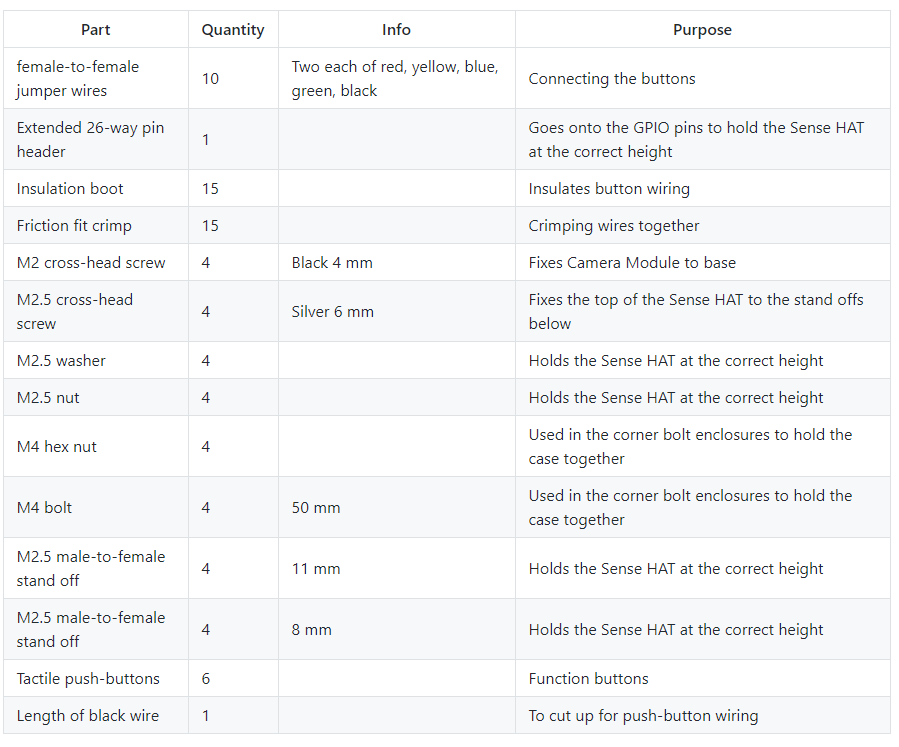 Part Quantity Info Purpose
female-to-female jumper wires 10 Two each of red, yellow, blue, green, black Connecting the buttons
Extended 26-way pin header 1 Goes onto the GPIO pins to hold the Sense HAT at the correct height
Insulation boot 15 Insulates button wiring
Friction fit crimp 15 Crimping wires together
M2 cross-head screw 4 Black 4 mm Fixes Camera Module to base
M2.5 cross-head screw 4 Silver 6 mm Fixes the top of the Sense HAT to the stand offs below
M2.5 washer 4 Holds the Sense HAT at the correct height
M2.5 nut 4 Holds the Sense HAT at the correct height
M4 hex nut 4 Used in the corner bolt enclosures to hold the case together
M4 bolt 4 50 mm Used in the corner bolt enclosures to hold the case together
M2.5 male-to-female stand off 4 11 mm Holds the Sense HAT at the correct height
M2.5 male-to-female stand off 4 8 mm Holds the Sense HAT at the correct height
Tactile push-buttons 6 Function buttons
Length of black wire 1 To cut up for push-button wiring